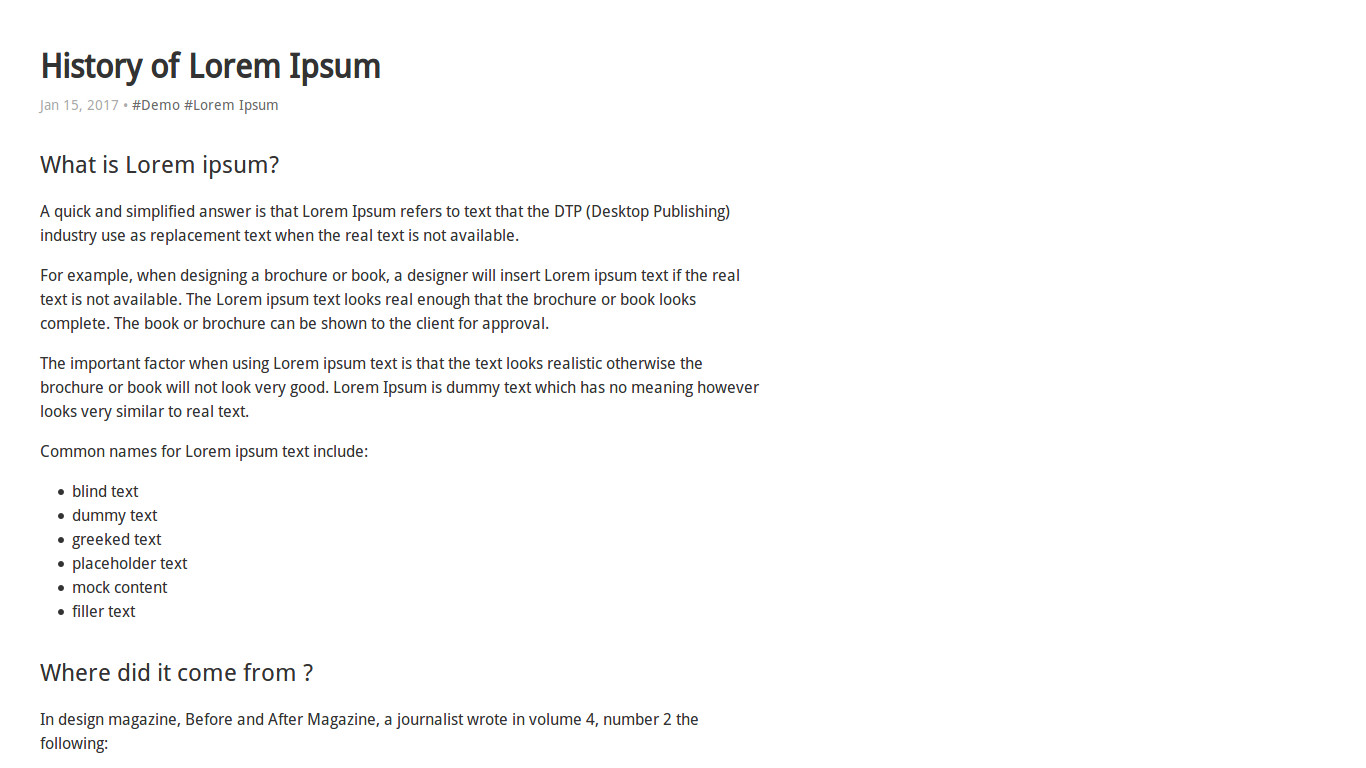 History of Lorem Ipsum
Jan 15, 2017 • #Demo #Lorem Ipsum
What is Lorem ipsum?
A quick and simplified answer is that Lorem Ipsum refers to text that the DTP (Desktop Publishing)
industry use as replacement text when the real text is not available.
For example, when designing a brochure or book, a designer will insert Lorem ipsum text if the real
text is not available. The Lorem ipsum text looks real enough that the brochure or book looks
complete. The book or brochure can be shown to the client for approval.
The important factor when using Lorem ipsum text is that the text looks realistic otherwise the
brochure or book will not look very good. Lorem Ipsum is dummy text which has no meaning however
looks very similar to real text.
Common names for Lorem ipsum text include:
• blind text
• dummy text
• greeked text
• placeholder text
• mock content
• filler text
Where did it come from ?
In design magazine, Before and After Magazine, a journalist wrote in volume 4, number 2 the
following: